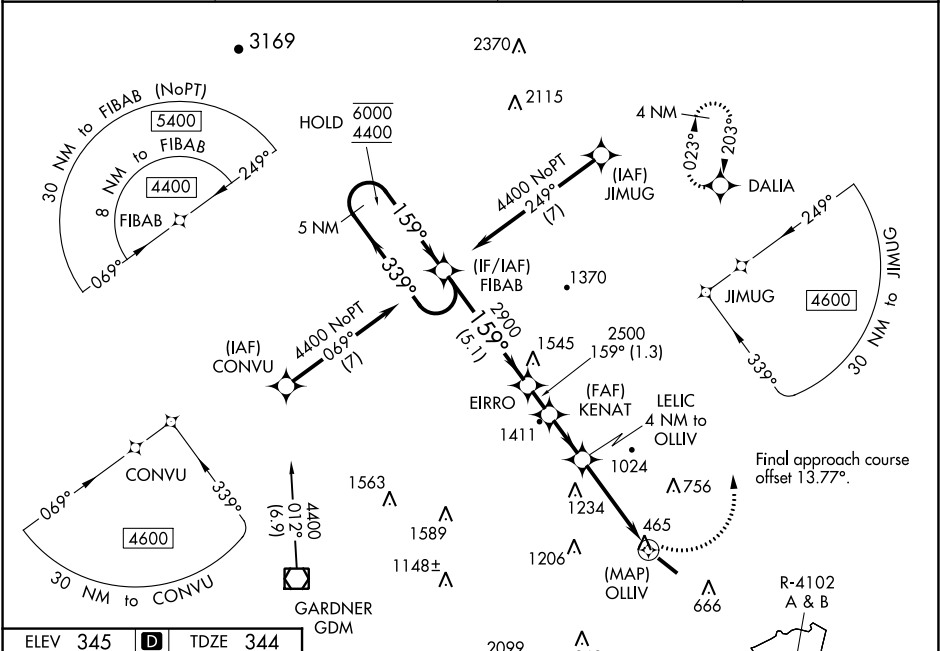 3169
2370
2115
30 NM to FIBAB (NoPT)
5400
8 NM to FIBAB
4400
FIBAB
249°
069°
HOLD
6000
4400
5 NM
159°
339°
4400 NoPT
249°
(7)
(IAF)
JIMUG
4 NM
023°
203°
DALIA
(IF/IAF)
FIBAB
1370
249°
JIMUG
4600
339°
30 NM to JIMUG
4400 NoPT
069°
(7)
(IAF)
CONVU
2900
159°
(5.1)
1545
2500
159° (1.3)
EIRRO
(FAF)
KENAT
1411
LELIC
4 NM to
OLLIV
1024
Final approach course
offset 13.77°.
CONVU
069°
339°
4600
30 NM to CONVU
4400
012°
(6.9)
1563
1589
1148±
1234
756
465
1206
(MAP)
OLLIV
666
R-4102
A & B
GARDNER
GDM
ELEV 345 D TDZE 344
2099